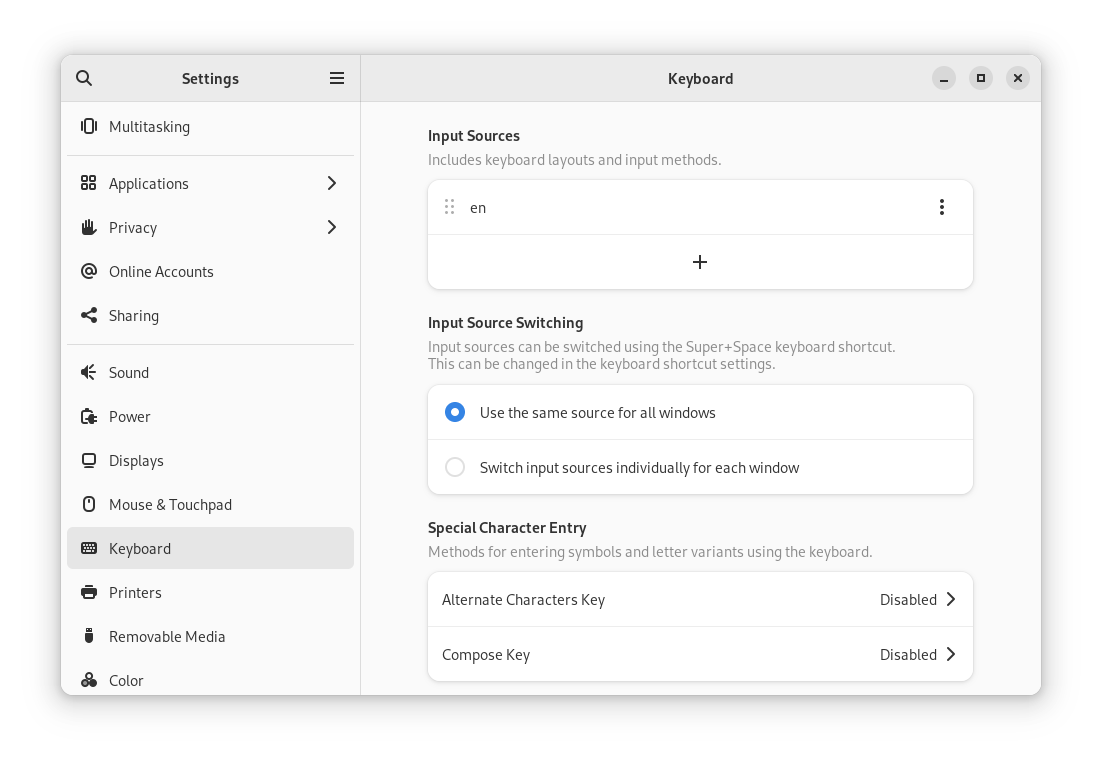 Settings
Keyboard
Multitasking
Applications
Privacy
Online Accounts
Sharing
Sound
Power
Displays
Mouse & Touchpad
Keyboard
Printers
Removable Media
Color
Input Sources
Includes keyboard layouts and input methods.
en
Input Source Switching
Input sources can be switched using the Super+Space keyboard shortcut.
This can be changed in the keyboard shortcut settings.
Use the same source for all windows
Switch input sources individually for each window
Special Character Entry
Methods for entering symbols and letter variants using the keyboard.
Alternate Characters Key Disabled
Compose Key Disabled